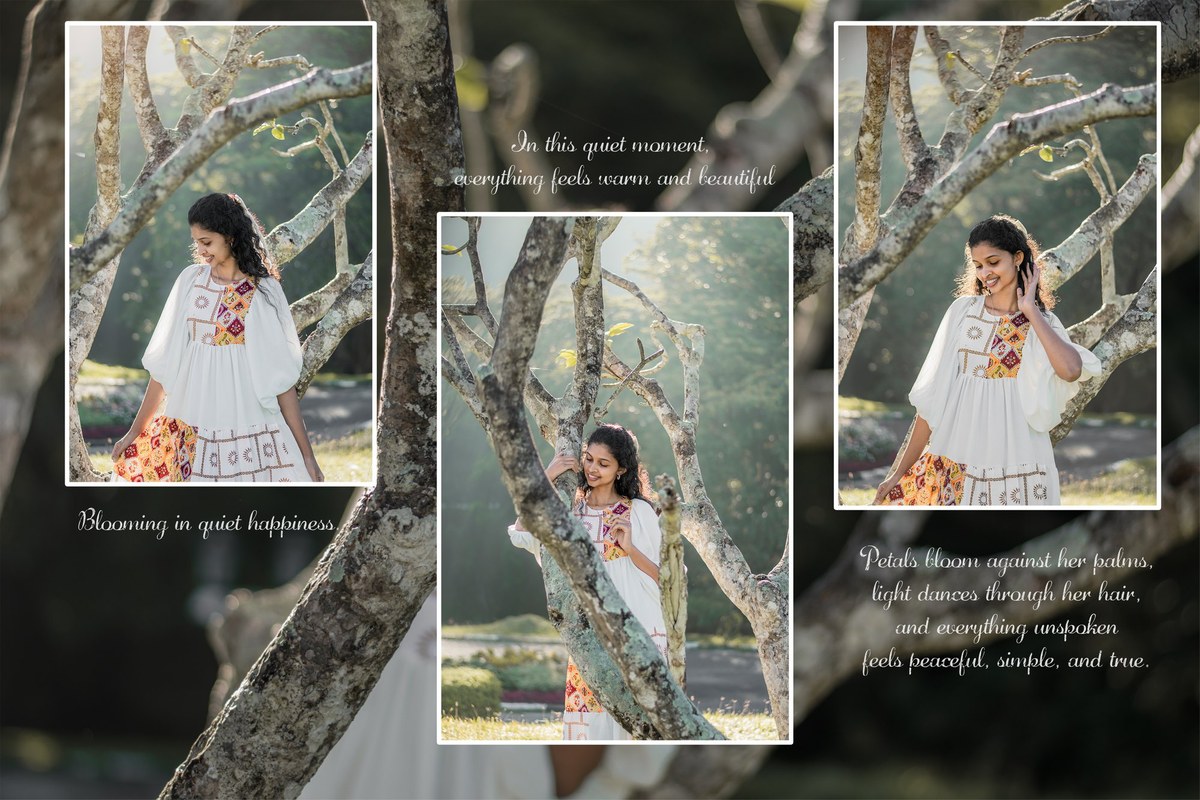 In this quiet moment,
everything feels warm and beautiful
Blooming in quiet happiness.
Petals bloom against her palms,
light dances through her hair,
and everything unspoken
feels peaceful, simple, and true.